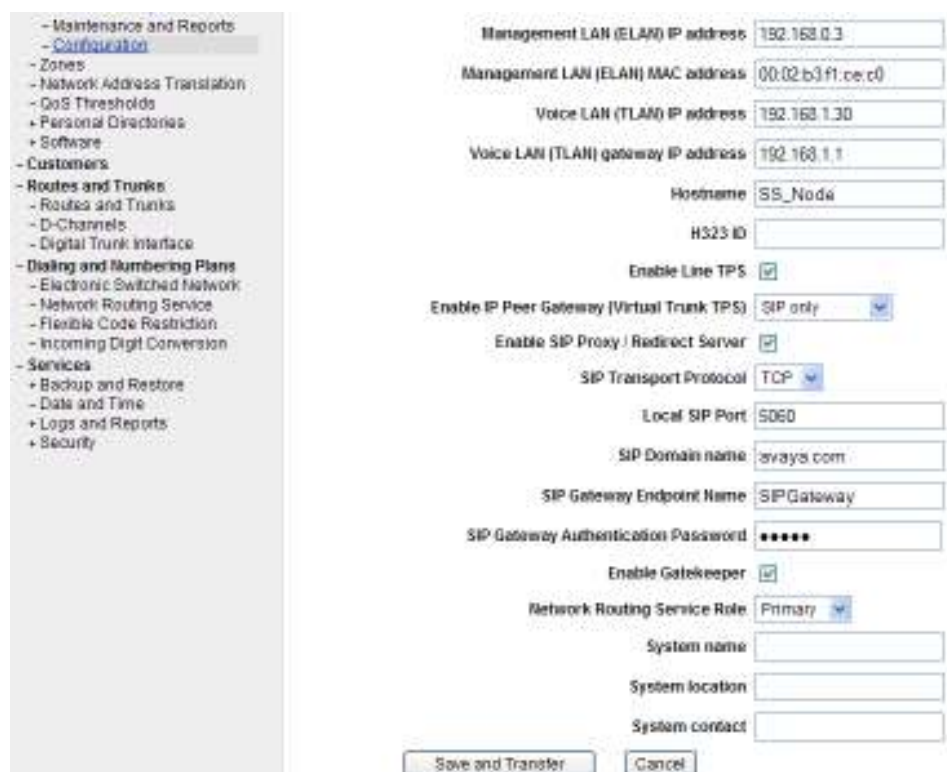 - Maintenance and Reports
- Configuration
- Zones
- Network Address Translation
- QoS Thresholds
+ Personal Directories
+ Software
- Customers
- Routes and Trunks
- Routes and Trunks
- D-Channels
- Digital Trunk Interface
- Dialing and Numbering Plans
- Electronic Switched Network
- Network Routing Service
- Flexible Code Restriction
- Incoming Digit Conversion
- Services
+ Backup and Restore
- Date and Time
+ Logs and Reports
+ Security
Management LAN (ELAN) IP address 192.168.0.3
Management LAN (ELAN) MAC address 00:02:b3:f1:ce:c0
Voice LAN (TLAN) IP address 192.168.1.30
Voice LAN (TLAN) gateway IP address 192.168.1.1
Hostname SS_Node
H323 ID
Enable Line TPS
Enable IP Peer Gateway (Virtual Trunk TPS) SIP only
Enable SIP Proxy / Redirect Server
SIP Transport Protocol TCP
Local SIP Port 5060
SIP Domain name avaya.com
SIP Gateway Endpoint Name SIPGateway
SIP Gateway Authentication Password •••••
Enable Gatekeeper
Network Routing Service Role Primary
System name
System location
System contact
Save and Transfer Cancel